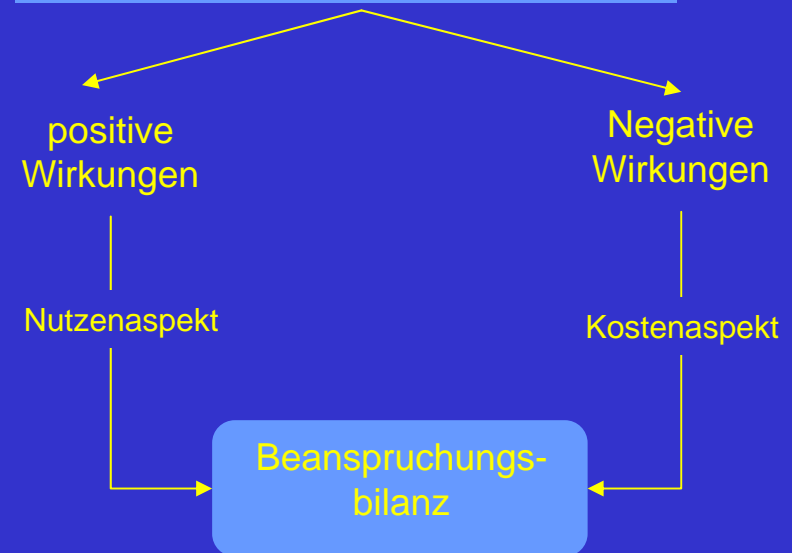 positive
Wirkungen
Negative
Wirkungen
Nutzenaspekt
Kostenaspekt
Beanspruchungs-
bilanz